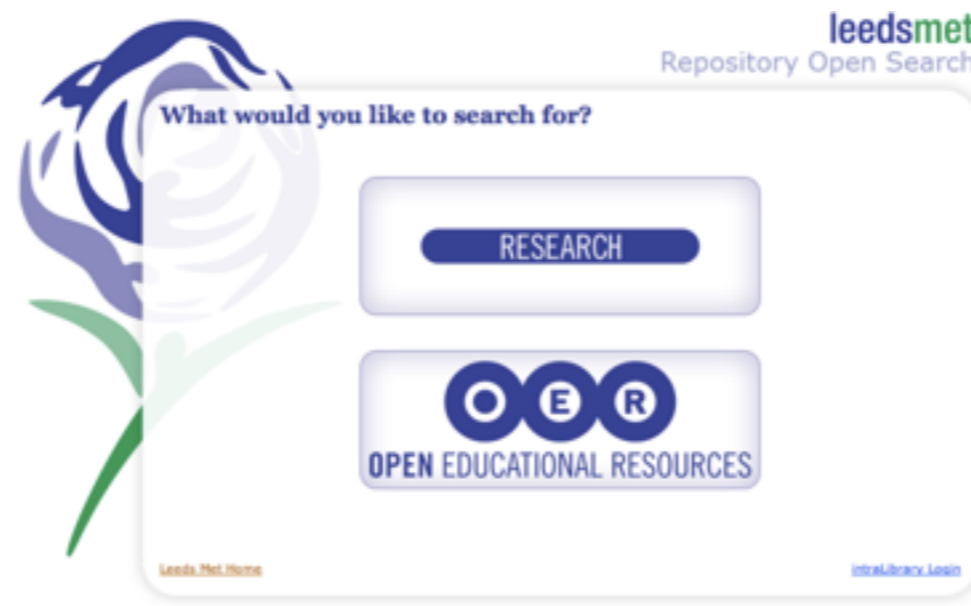 leedsmet
Repository Open Search
What would you like to search for?
RESEARCH
OER
OPEN EDUCATIONAL RESOURCES
Leeds Met Home
intraLibrary Login